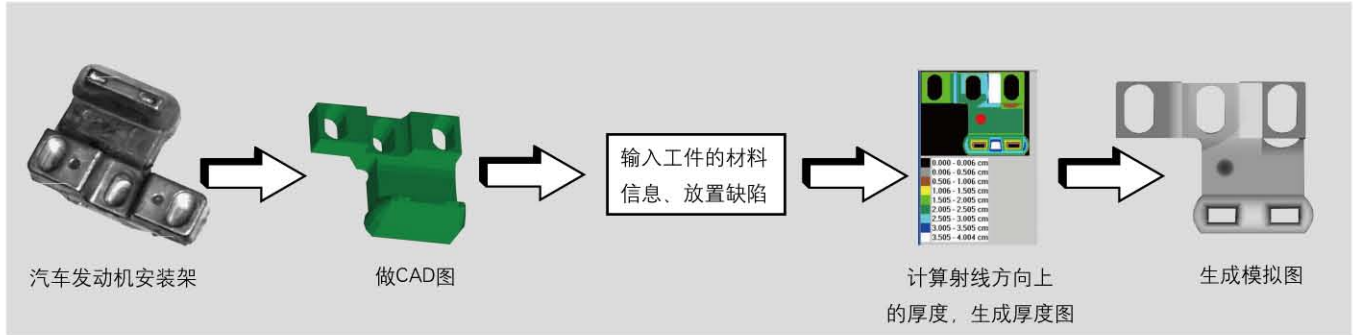 汽车发动机安装架
做CAD图
输入工件的材料
信息、放置缺陷
0.000 - 0.006 cm
0.006 - 0.506 cm
0.506 - 1.006 cm
1.006 - 1.505 cm
1.505 - 2.005 cm
2.005 - 2.505 cm
2.505 - 3.005 cm
3.005 - 3.505 cm
3.505 - 4.004 cm
计算射线方向上
的厚度，生成厚度图
生成模拟图